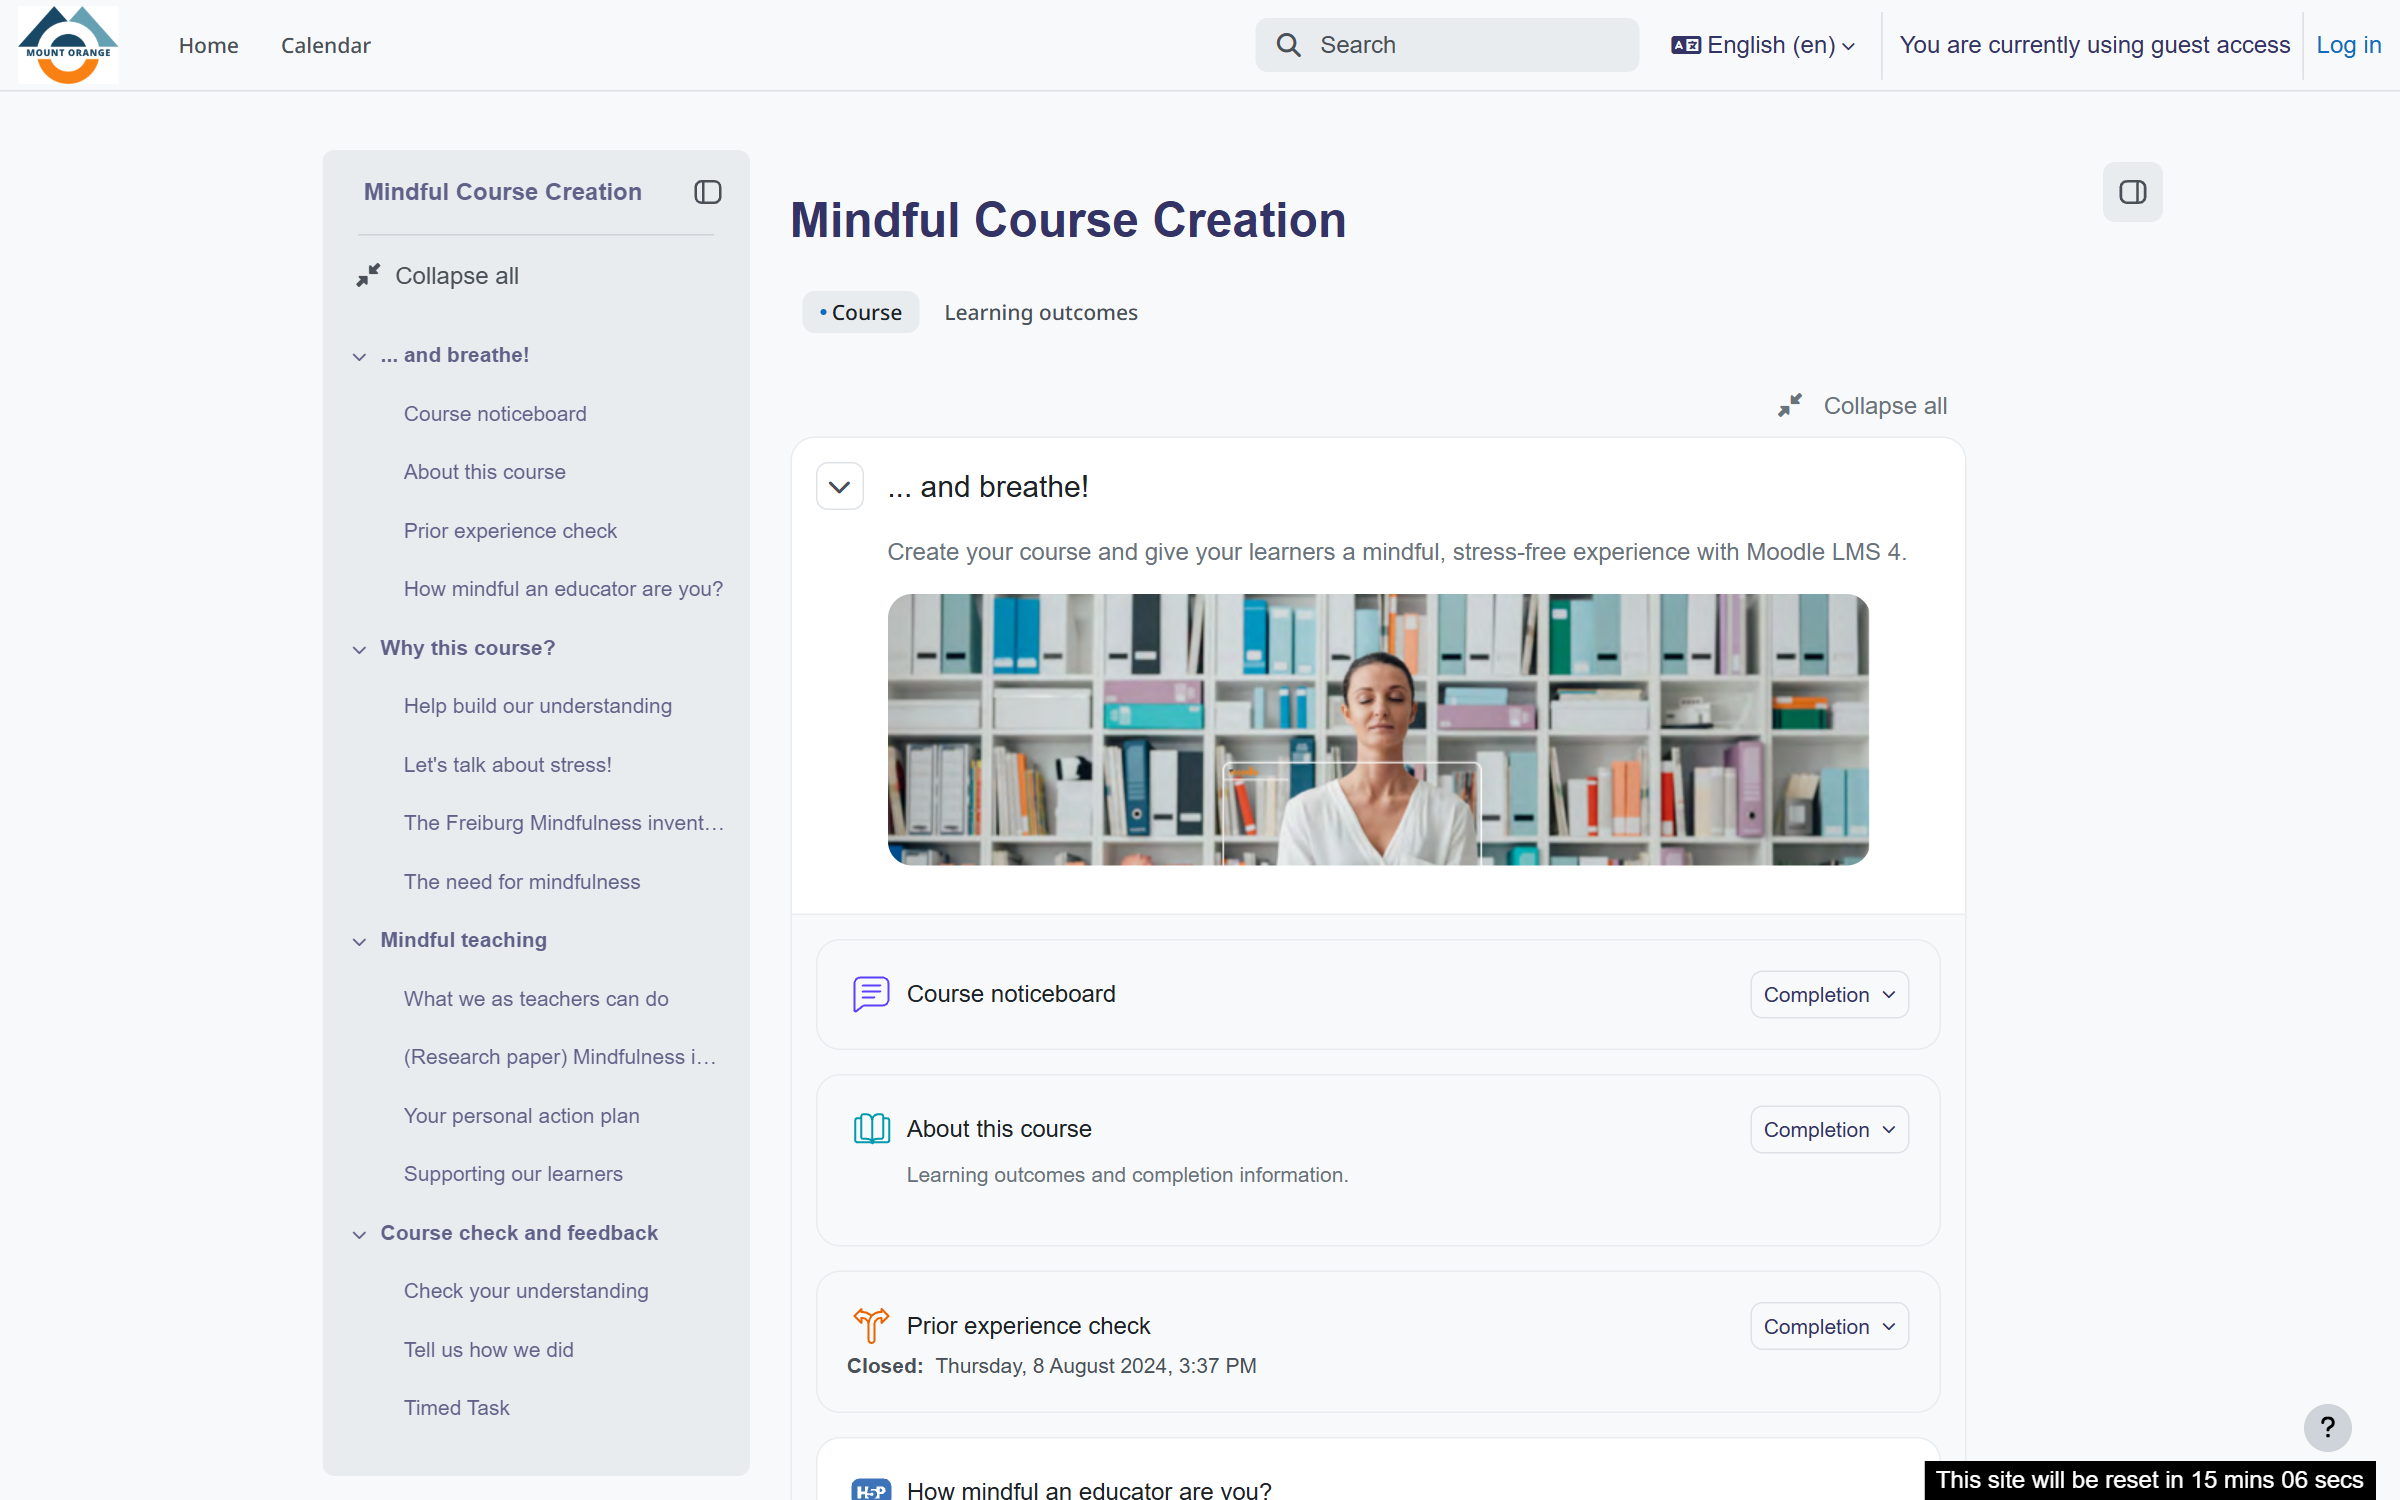 MOUNT ORANGE
Home
Calendar
Search
English (en)
You are currently using guest access
Log in
Mindful Course Creation
Collapse all
... and breathe!
Course noticeboard
About this course
Prior experience check
How mindful an educator are you?
Why this course?
Help build our understanding
Let's talk about stress!
The Freiburg Mindfulness invent...
The need for mindfulness
Mindful teaching
What we as teachers can do
(Research paper) Mindfulness i...
Your personal action plan
Supporting our learners
Course check and feedback
Check your understanding
Tell us how we did
Timed Task
Mindful Course Creation
Course
Learning outcomes
Collapse all
... and breathe!
Create your course and give your learners a mindful, stress-free experience with Moodle LMS 4.
Course noticeboard
Completion
About this course
Completion
Learning outcomes and completion information.
Prior experience check
Completion
Closed: Thursday, 8 August 2024, 3:37 PM
H5P
How mindful an educator are you?
?
This site will be reset in 15 mins 06 secs